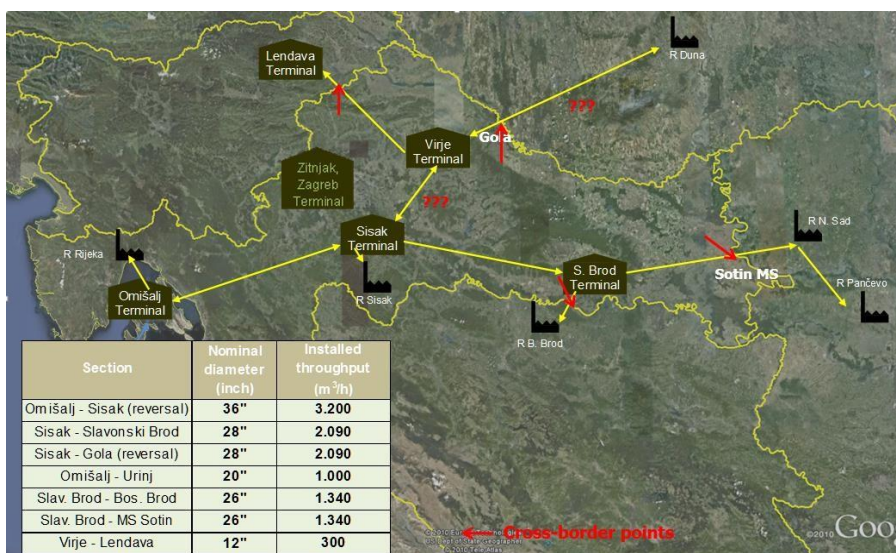 Lendava
Terminal
R Duna
???
Gola
Virje
Terminal
Zitnjak,
Zagreb
Terminal
???
Sisak
Terminal
R N. Sad
R Rijeka
S. Brod
Terminal
Sotin MS
R Sisak
R Pančevo
Omišalj
Terminal
R B. Brod
Section
Nominal
diameter
(inch)
Installed
throughput
(m³/h)
Omišalj - Sisak (reversal) 36" 3.200
Sisak - Slavonski Brod 28" 2.090
Sisak - Gola (reversal) 28" 2.090
Omišalj - Urinj 20" 1.000
Slav. Brod - Bos. Brod 26" 1.340
Slav. Brod - MS Sotin 26" 1.340
Virje - Lendava 12" 300
Cross-border points
©2010 Tele Atlas
©2010 Goo